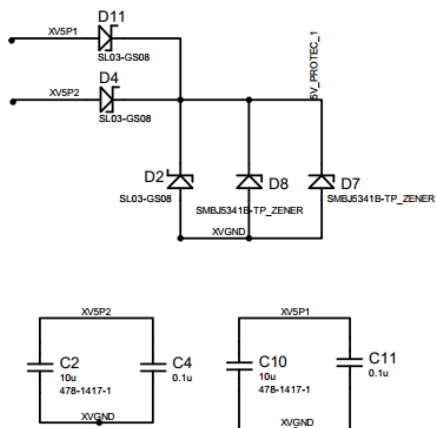 D11
XV5P1
SL03-GS08
D4
XV5P2
SL03-GS08
5V_PROTEC_1
D2
SL03-GS08
D8
SMBJ5341B-TP_ZENER
D7
SMBJ5341B-TP_ZENER
XVGND
XV5P2
C2
10u
478-1417-1
C4
0.1u
XVGND
XV5P1
C10
10u
478-1417-1
C11
0.1u
XVGND